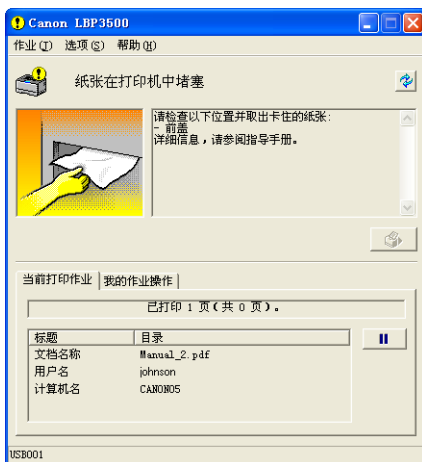 Canon LBP3500
作业(J) 选项(S) 帮助(H)
纸张在打印机中堵塞
请检查以下位置并取出卡住的纸张:
- 前盖
详细信息，请参阅指导手册。
当前打印作业 我的作业操作
已打印 1 页(共 0 页)。
标题 目录
文档名称 Manual_2.pdf
用户名 johnson
计算机名 CANON05
USB001